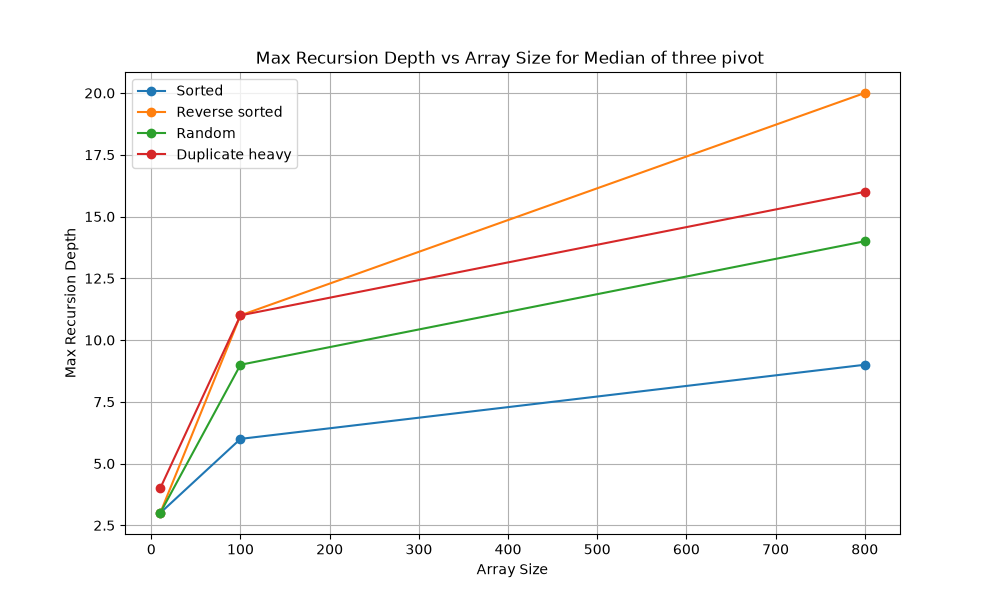 Max Recursion Depth vs Array Size for Median of three pivot
Sorted
Reverse sorted
Random
Duplicate heavy
20.0
17.5
15.0
12.5
10.0
7.5
5.0
2.5
Max Recursion Depth
0 100 200 300 400 500 600 700 800
Array Size